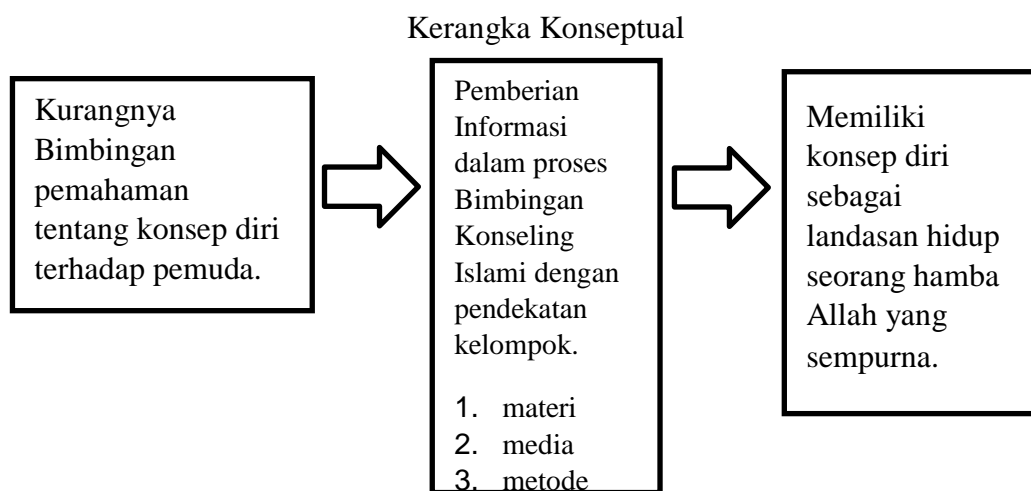 Kerangka Konseptual
Kurangnya
Bimbingan
pemahaman
tentang konsep diri
terhadap pemuda.
Pemberian
Informasi
dalam proses
Bimbingan
Konseling
Islami dengan
pendekatan
kelompok.
1. materi
2. media
3. metode
Memiliki
konsep diri
sebagai
landasan hidup
seorang hamba
Allah yang
sempurna.